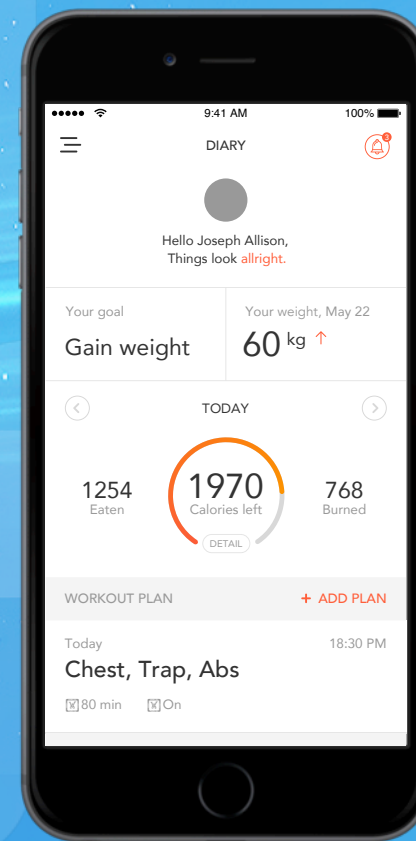 9:41 AM
100%
DIARY
3
Hello Joseph Allison,
Things look allright.
Your goal
Gain weight
Your weight, May 22
60 kg ↑
TODAY
1254
Eaten
1970
Calories left
768
Burned
DETAIL
WORKOUT PLAN
+ ADD PLAN
Today
18:30 PM
Chest, Trap, Abs
80 min
On